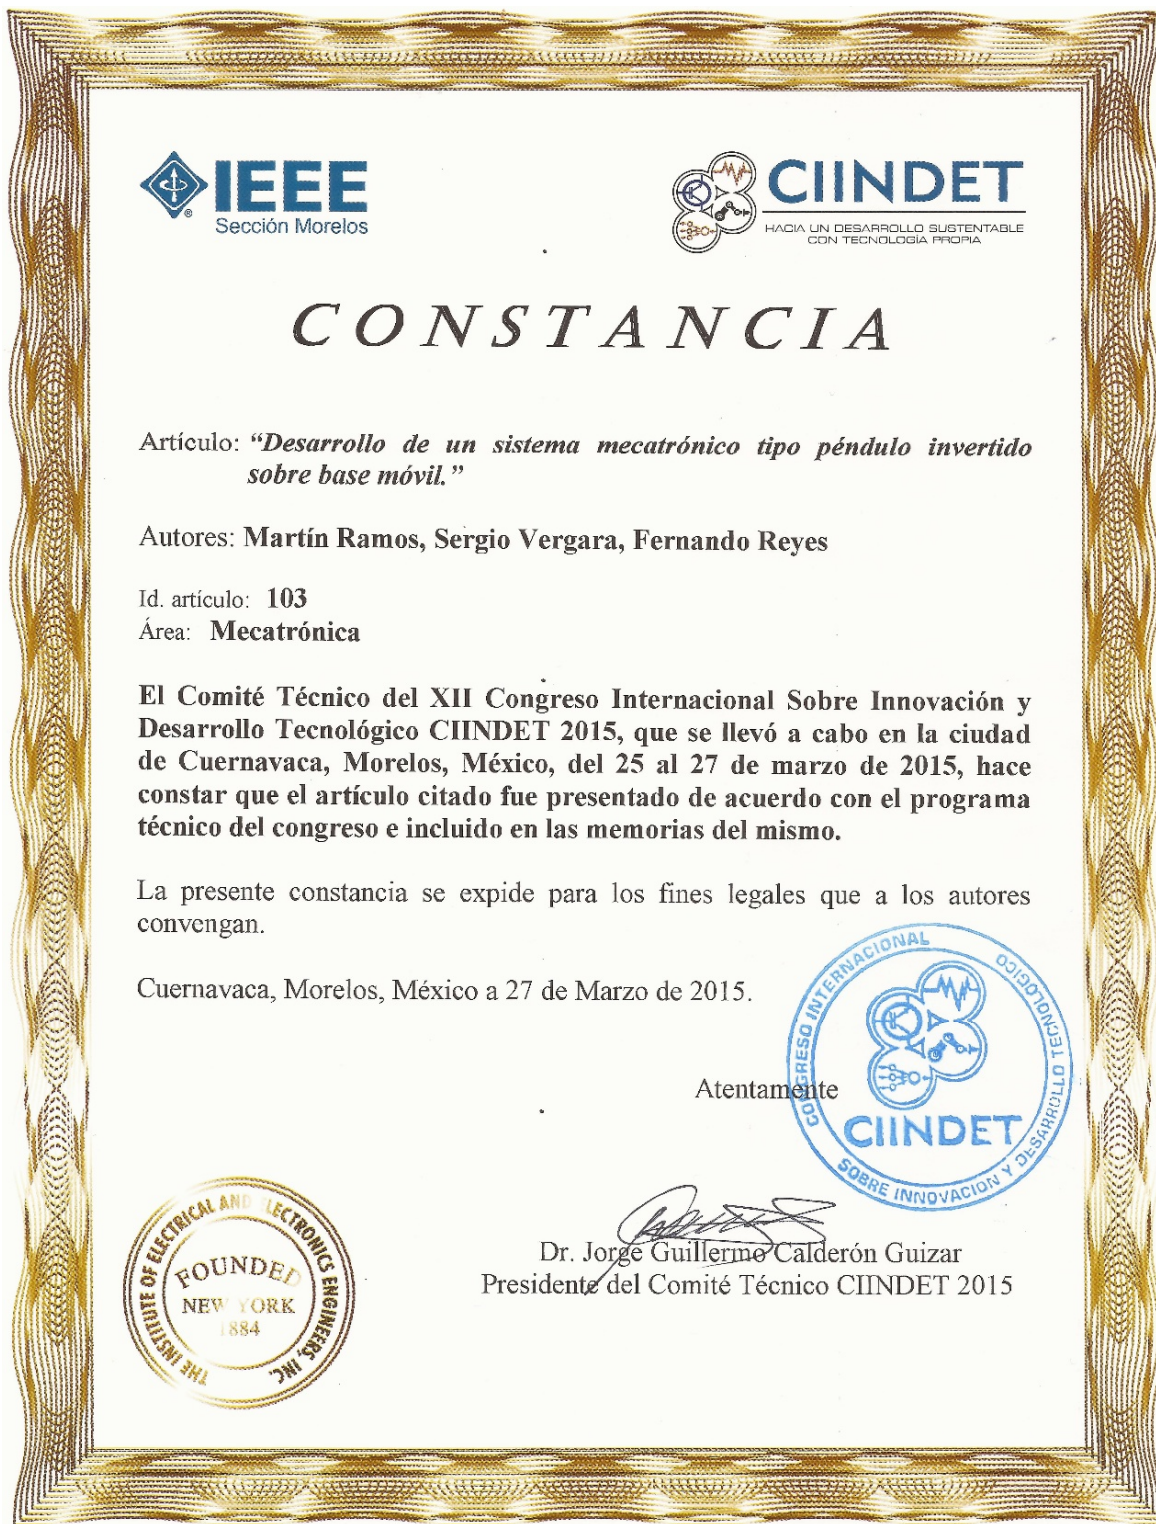 IEEE
Sección Morelos
CIINDET
HACIA UN DESARROLLO SUSTENTABLE
CON TECNOLOGÍA PROPIA
CONSTANCIA
Artículo: “Desarrollo de un sistema mecatrónico tipo péndulo invertido
sobre base móvil.”
Autores: Martín Ramos, Sergio Vergara, Fernando Reyes
Id. artículo: 103
Área: Mecatrónica
El Comité Técnico del XII Congreso Internacional Sobre Innovación y
Desarrollo Tecnológico CIINDET 2015, que se llevó a cabo en la ciudad
de Cuernavaca, Morelos, México, del 25 al 27 de marzo de 2015, hace
constar que el artículo citado fue presentado de acuerdo con el programa
técnico del congreso e incluido en las memorias del mismo.
La presente constancia se expide para los fines legales que a los autores
convengan.
Cuernavaca, Morelos, México a 27 de Marzo de 2015.
CONGRESO INTERNACIONAL
SOBRE INNOVACION Y DESARROLLO TECNOLOGICO
CIINDET
Atentamente
Dr. Jorge Guillermo Calderón Guizar
Presidente del Comité Técnico CIINDET 2015
THE INSTITUTE OF ELECTRICAL AND ELECTRONICS ENGINEERS, INC.
FOUNDED
NEW YORK
1884